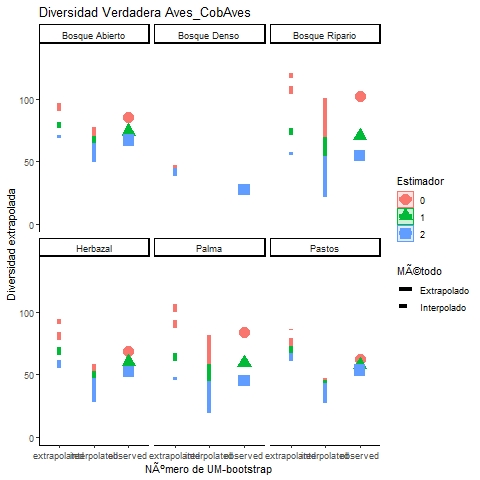 Diversidad Verdadera Aves_CobAves
Bosque Abierto
Bosque Denso
Bosque Ripario
100
50
0
Herbazal
Palma
Pastos
100
50
0
extrapolated
interpolated
observed
extrapolated
interpolated
observed
extrapolated
interpolated
observed
Diversidad extrapolada
NÃºmero de UM-bootstrap
Estimador
0
1
2
MÃ©todo
Extrapolado
Interpolado